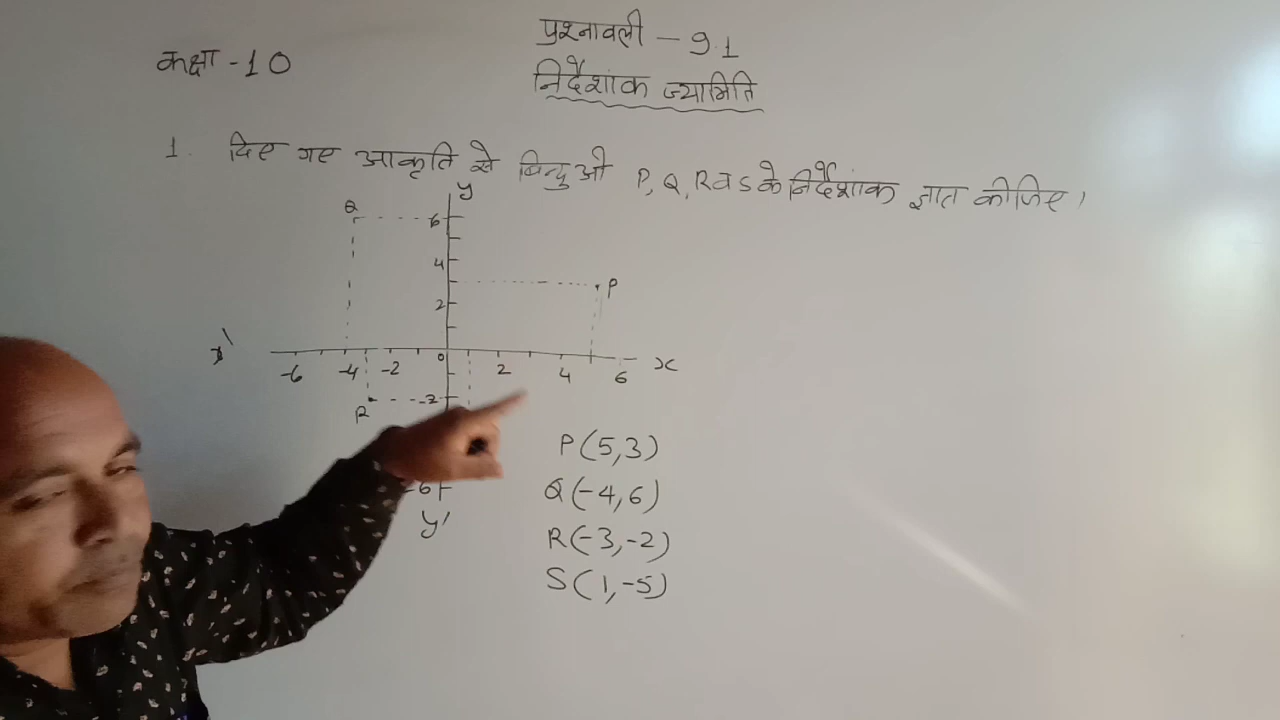 कक्षा - 10
प्रश्नावली - 9.1
निर्देशांक ज्यामिति
1. दिए गए आकृति से बिन्दुओ P, Q, R व S के निर्देशांक ज्ञात कीजिए।
y
Q 6
4
P
2
x'
-6 -4 -2 0 2 4 6 x
R -2
-6
y'
P(5,3)
Q(-4,6)
R(-3,-2)
S(1,-5)